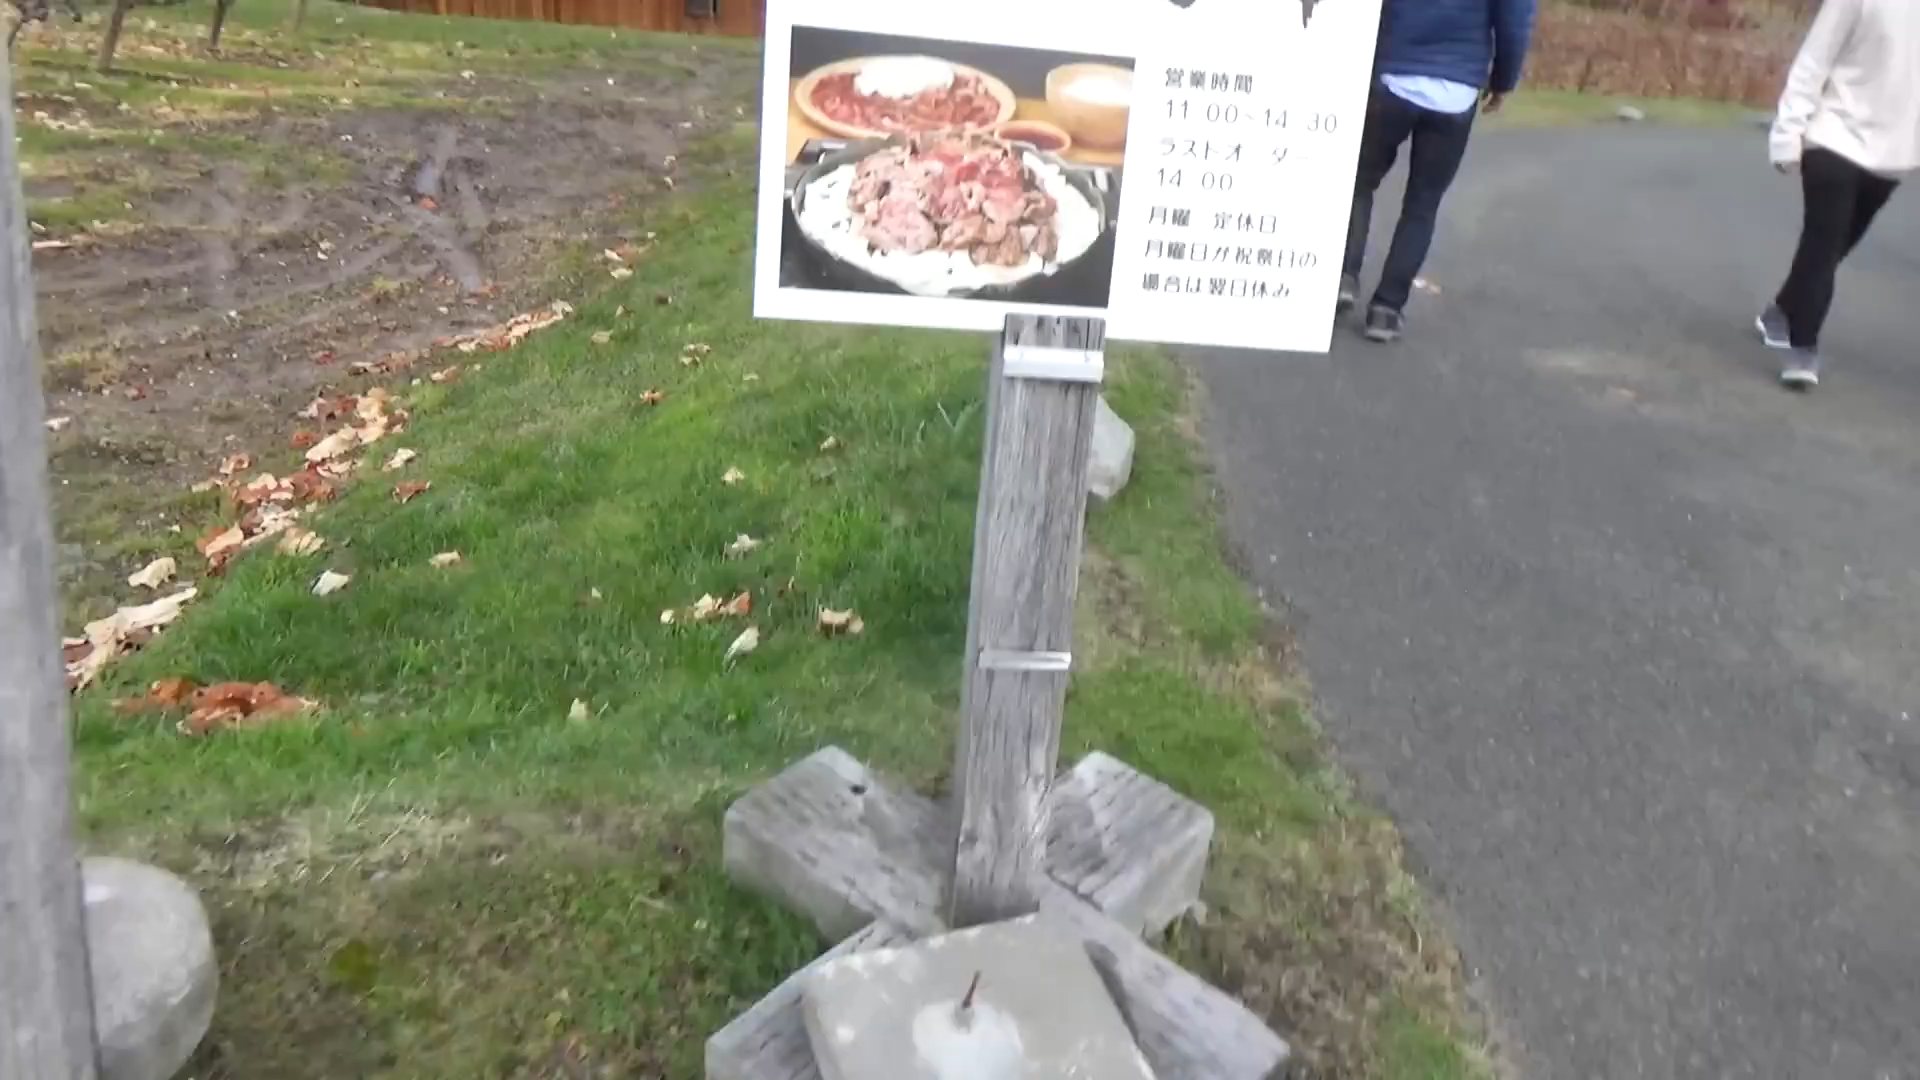 営業時間
11 00~14 30
ラストオ ダー
14 00
月曜 定休日
月曜日が祝祭日の
場合は翌日休み